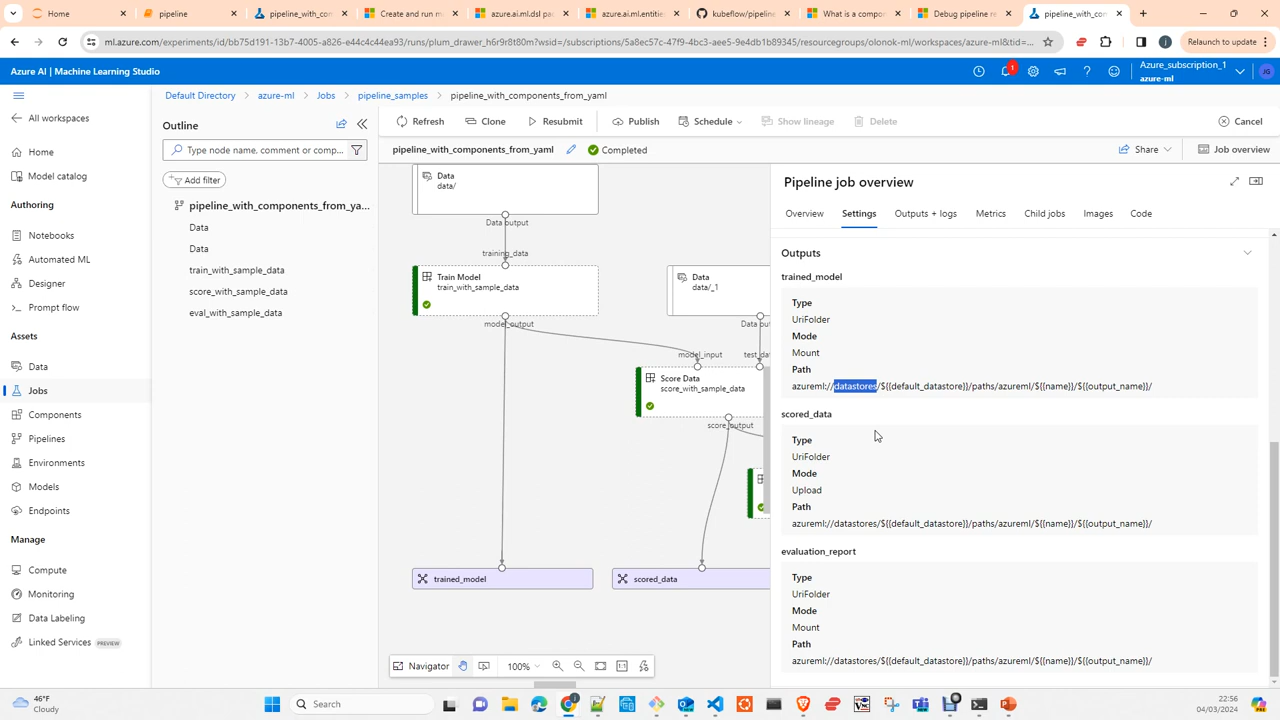 Home
pipeline
pipeline_with_com
Create and run m
azure.ai.ml.dsl pac
azure.ai.ml.entities
kubeflow/pipeline
What is a compon
Debug pipeline re
pipeline_with_com
ml.azure.com/experiments/id/bb75d191-13b7-4005-a826-e44c4c44ea93/runs/plum_drawer_h6r9r8t80m?wsid=/subscriptions/5a8ec57c-47f9-4bc3-aee5-9e4db1b89345/resourcegroups/olonok-ml/workspaces/azure-ml&tid=...
Relaunch to update
Azure AI | Machine Learning Studio
Azure_subscription_1
azure-ml
JG
All workspaces
Home
Model catalog
Authoring
Notebooks
Automated ML
Designer
Prompt flow
Assets
Data
Jobs
Components
Pipelines
Environments
Models
Endpoints
Manage
Compute
Monitoring
Data Labeling
Linked Services PREVIEW
Default Directory > azure-ml > Jobs > pipeline_samples > pipeline_with_components_from_yaml
Outline
Type node name, comment or comp...
Add filter
pipeline_with_components_from_ya...
Data
Data
train_with_sample_data
score_with_sample_data
eval_with_sample_data
Refresh
Clone
Resubmit
Publish
Schedule
Show lineage
Delete
Cancel
pipeline_with_components_from_yaml
Completed
Share
Job overview
Data
data/
Data output
training_data
Train Model
train_with_sample_data
model_output
Data
data/_1
Data out
model_input
test_da
Score Data
score_with_sample_data
score_output
trained_model
scored_data
Navigator
100%
Pipeline job overview
Overview
Settings
Outputs + logs
Metrics
Child jobs
Images
Code
Outputs
trained_model
Type
UriFolder
Mode
Mount
Path
azureml://datastores/${{default_datastore}}/paths/azureml/${{name}}/${{output_name}}/
scored_data
Type
UriFolder
Mode
Upload
Path
azureml://datastores/${{default_datastore}}/paths/azureml/${{name}}/${{output_name}}/
evaluation_report
Type
UriFolder
Mode
Mount
Path
azureml://datastores/${{default_datastore}}/paths/azureml/${{name}}/${{output_name}}/
46°F
Cloudy
Search
22:56
04/03/2024